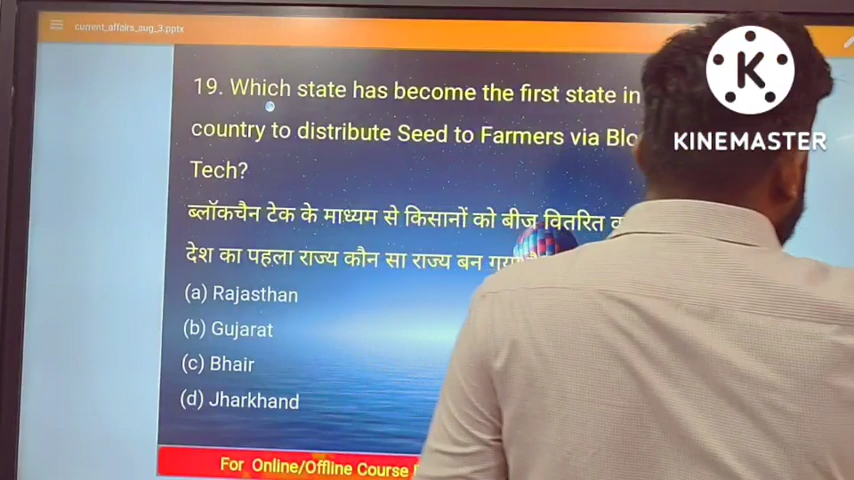 current_affairs_aug_3.pptx
19. Which state has become the first state in
country to distribute Seed to Farmers via
Tech?
ब्लॉकचैन टेक के माध्यम से किसानों को बीज वितरित
देश का पहला राज्य कौन सा राज्य बन
(a) Rajasthan
(b) Gujarat
(c) Bhair
(d) Jharkhand
For Online/Offline Course
K
KINEMASTER